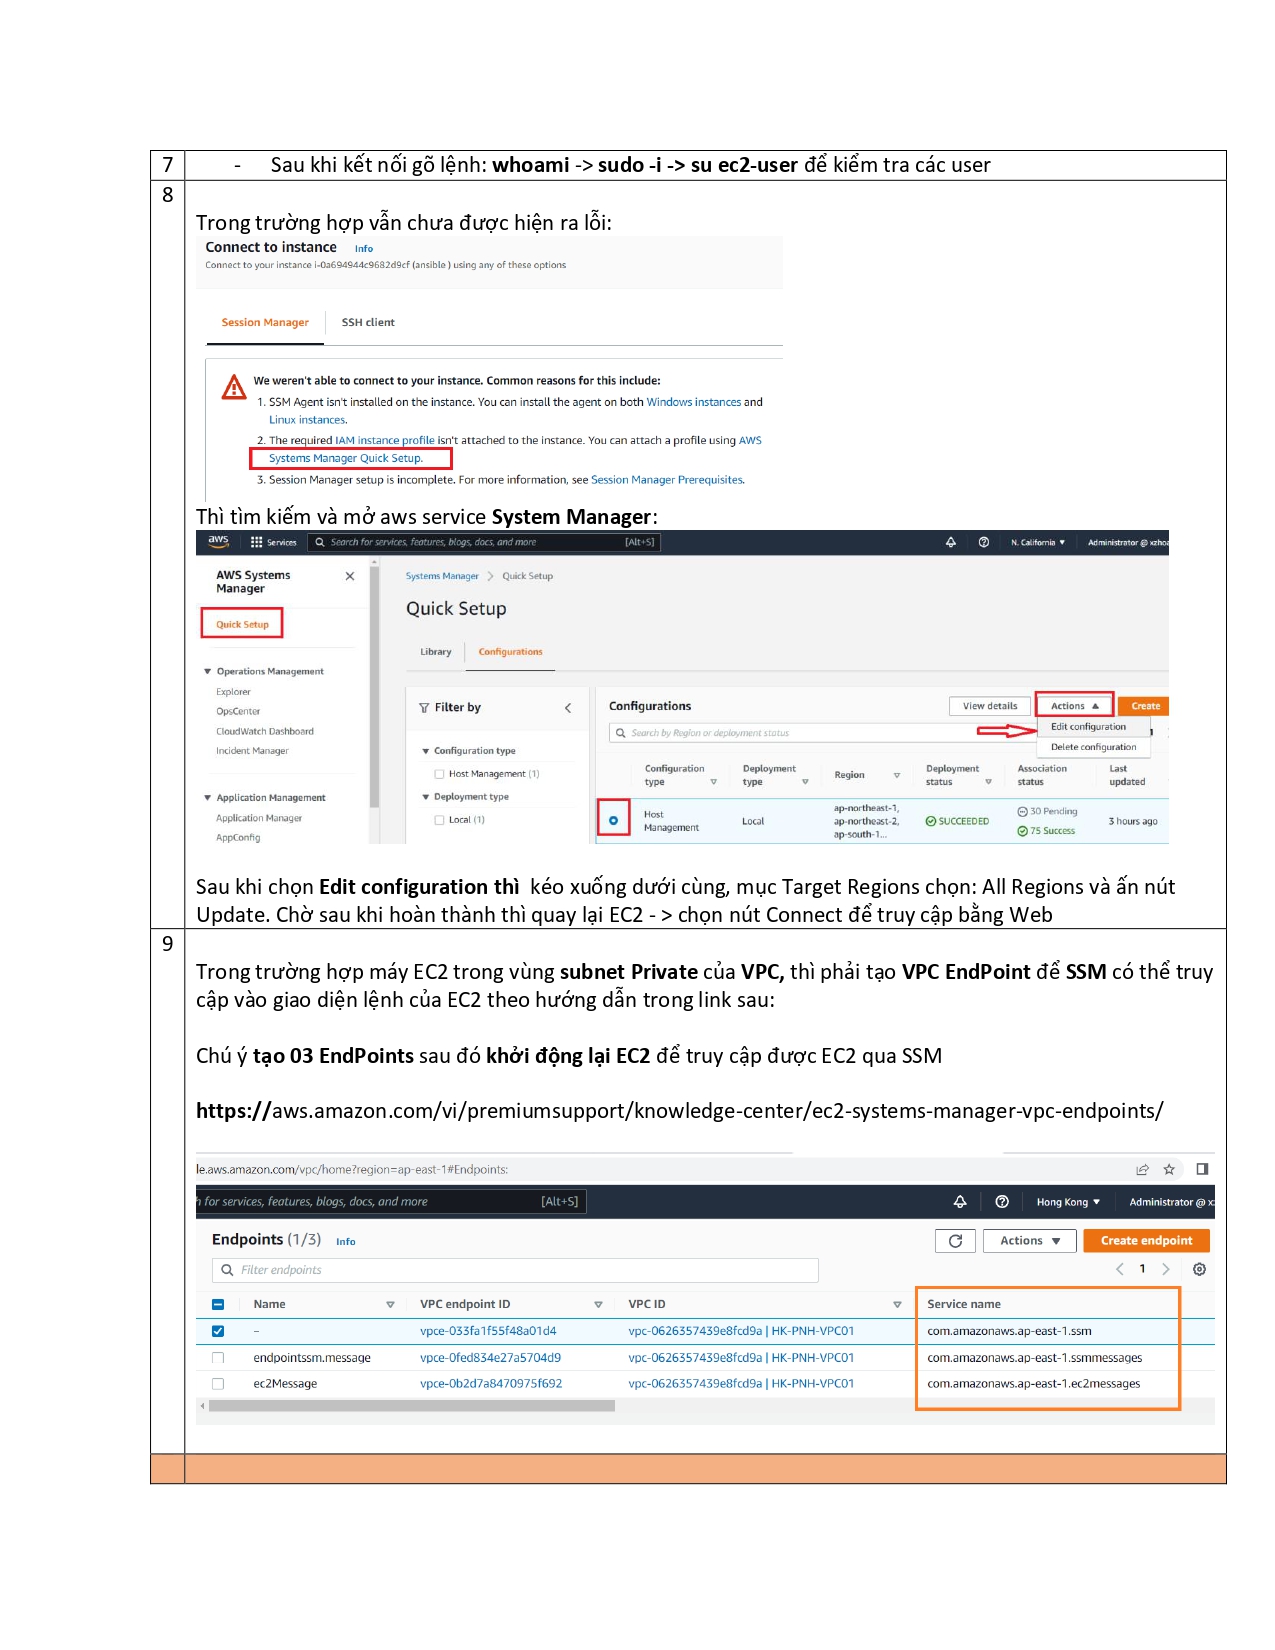 7
- Sau khi kết nối gõ lệnh: whoami -> sudo -i -> su ec2-user để kiểm tra các user
8
Trong trường hợp vẫn chưa được hiện ra lỗi:
Connect to instance Info
Connect to your instance i-0a694944c9682d9cf (ansible ) using any of these options
Session Manager SSH client
We weren't able to connect to your instance. Common reasons for this include:
1. SSM Agent isn't installed on the instance. You can install the agent on both Windows instances and
Linux instances.
2. The required IAM instance profile isn't attached to the instance. You can attach a profile using AWS
Systems Manager Quick Setup.
3. Session Manager setup is incomplete. For more information, see Session Manager Prerequisites.
Thì tìm kiếm và mở aws service System Manager:
aws Services Search for services, features, blogs, docs, and more [Alt+S] N. California Administrator @ xzhoa
AWS Systems
Manager
Systems Manager > Quick Setup
Quick Setup
Quick Setup
Library Configurations
Operations Management
Explorer
OpsCenter
CloudWatch Dashboard
Incident Manager
Application Management
Application Manager
AppConfig
Filter by
Configuration type
Host Management (1)
Deployment type
Local (1)
Configurations View details Actions Create
Search by Region or deployment status
Edit configuration
Delete configuration
Configuration type Deployment type Region Deployment status Association status Last updated
Host Management Local ap-northeast-1, ap-northeast-2, ap-south-1... SUCCEEDED 30 Pending 75 Success 3 hours ago
Sau khi chọn Edit configuration thì kéo xuống dưới cùng, mục Target Regions chọn: All Regions và ấn nút
Update. Chờ sau khi hoàn thành thì quay lại EC2 - > chọn nút Connect để truy cập bằng Web
9
Trong trường hợp máy EC2 trong vùng subnet Private của VPC, thì phải tạo VPC EndPoint để SSM có thể truy
cập vào giao diện lệnh của EC2 theo hướng dẫn trong link sau:
Chú ý tạo 03 EndPoints sau đó khởi động lại EC2 để truy cập được EC2 qua SSM
https://aws.amazon.com/vi/premiumsupport/knowledge-center/ec2-systems-manager-vpc-endpoints/
le.aws.amazon.com/vpc/home?region=ap-east-1#Endpoints:
h for services, features, blogs, docs, and more [Alt+S] Hong Kong Administrator @ x
Endpoints (1/3) Info Actions Create endpoint
Filter endpoints 1
Name VPC endpoint ID VPC ID Service name
– vpce-033fa1f55f48a01d4 vpc-0626357439e8fcd9a | HK-PNH-VPC01 com.amazonaws.ap-east-1.ssm
endpointssm.message vpce-0fed834e27a5704d9 vpc-0626357439e8fcd9a | HK-PNH-VPC01 com.amazonaws.ap-east-1.ssmmessages
ec2Message vpce-0b2d7a8470975f692 vpc-0626357439e8fcd9a | HK-PNH-VPC01 com.amazonaws.ap-east-1.ec2messages